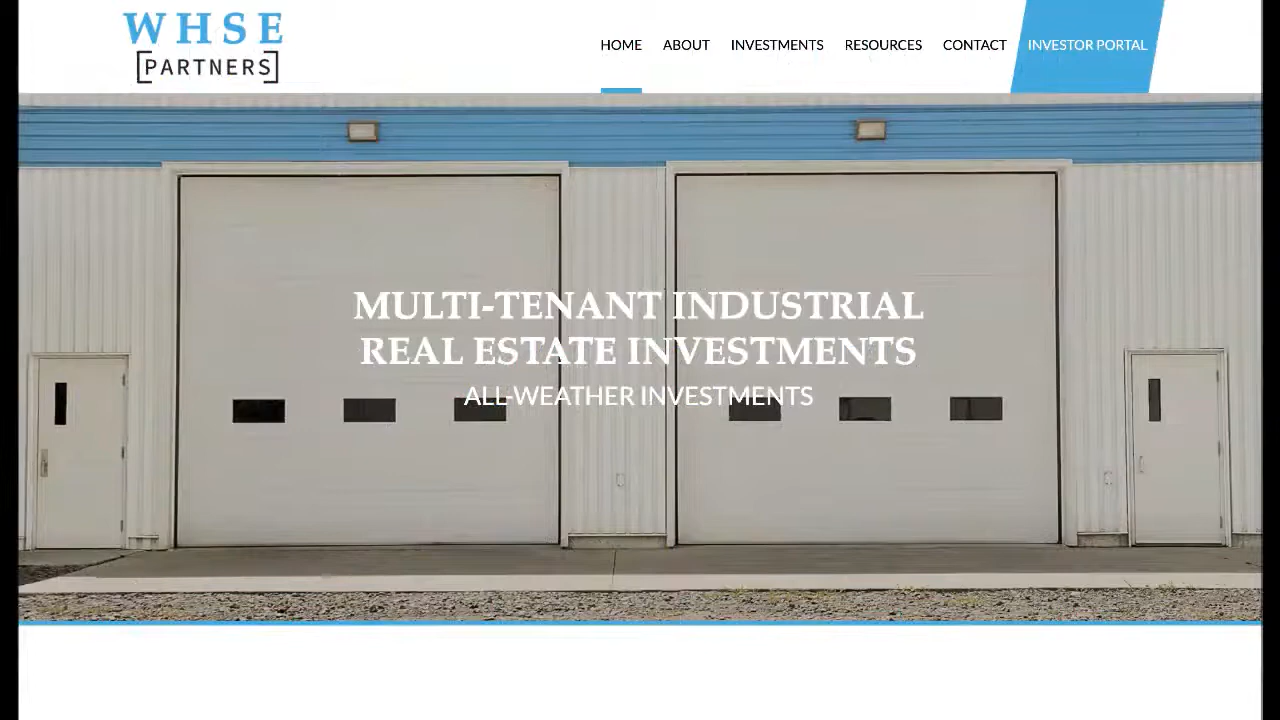 WHSE
[PARTNERS]
HOME ABOUT INVESTMENTS RESOURCES CONTACT INVESTOR PORTAL
MULTI-TENANT INDUSTRIAL
REAL ESTATE INVESTMENTS
ALL-WEATHER INVESTMENTS